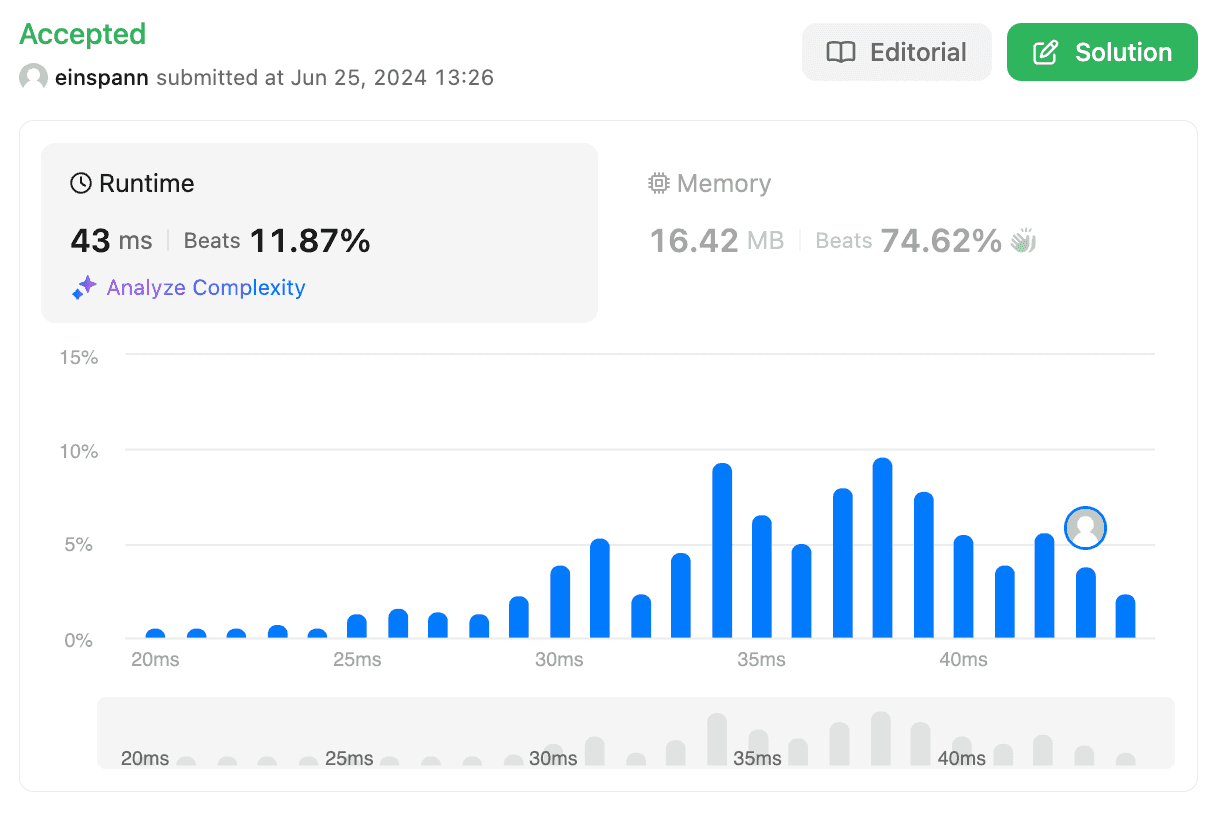 Accepted
einspann submitted at Jun 25, 2024 13:26
Editorial
Solution
Runtime
43 ms Beats 11.87%
Analyze Complexity
Memory
16.42 MB Beats 74.62%
15%
10%
5%
0%
20ms 25ms 30ms 35ms 40ms
20ms 25ms 30ms 35ms 40ms